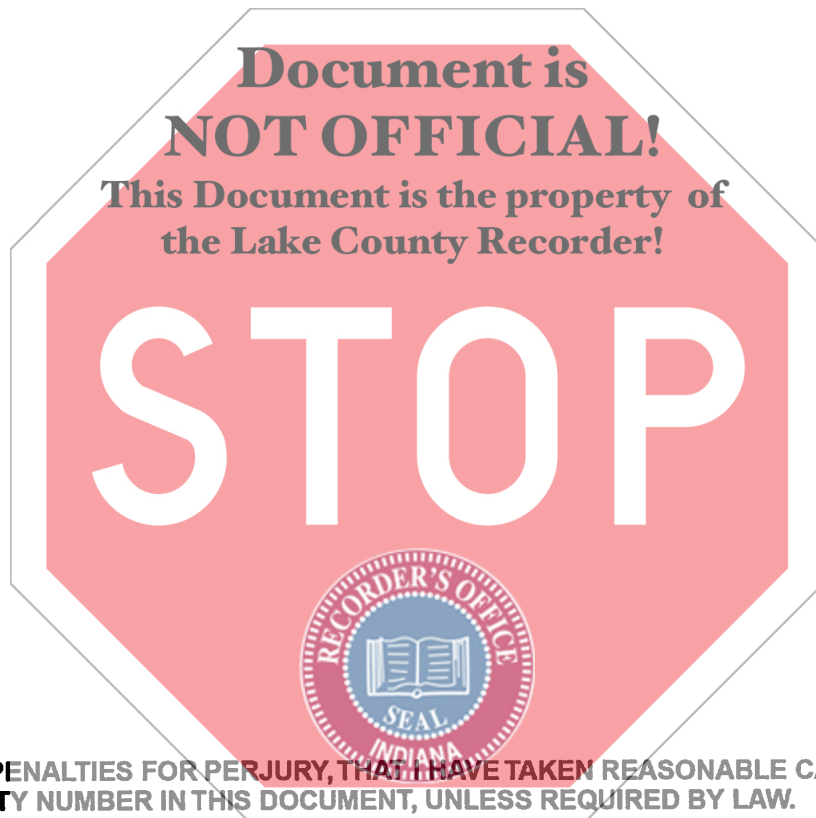 Document is
NOT OFFICIAL!
This Document is the property of
the Lake County Recorder!
STOP
RECORDER'S OFFICE
SEAL
INDIANA
PENALTIES FOR PERJURY, THAT I HAVE TAKEN REASONABLE
TY NUMBER IN THIS DOCUMENT, UNLESS REQUIRED BY LAW.